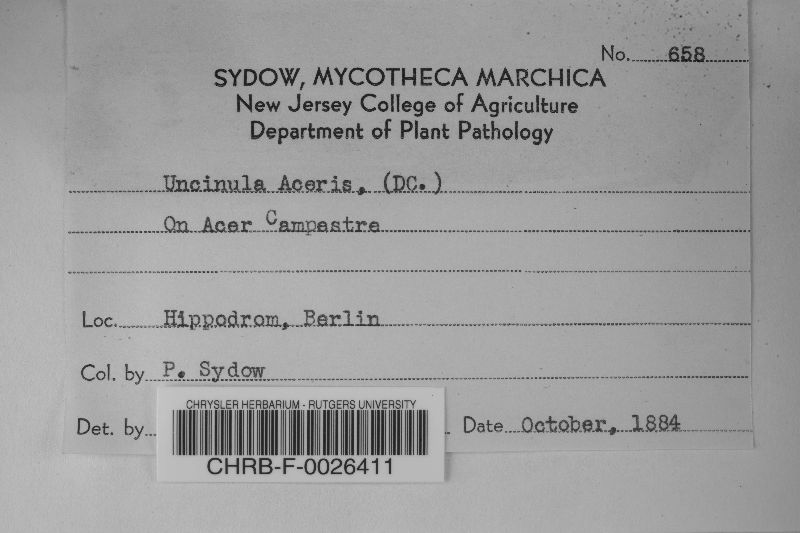 No. 658
SYDOW, MYCOTHECA MARCHICA
New Jersey College of Agriculture
Department of Plant Pathology
Uncinula Aceris, (DC.)
On Acer Campestre
Loc. Hippodrom, Berlin
Col. by P. Sydow
Det. by
Date October, 1884
CHRYSLER HERBARIUM - RUTGERS UNIVERSITY
CHRB-F-0026411